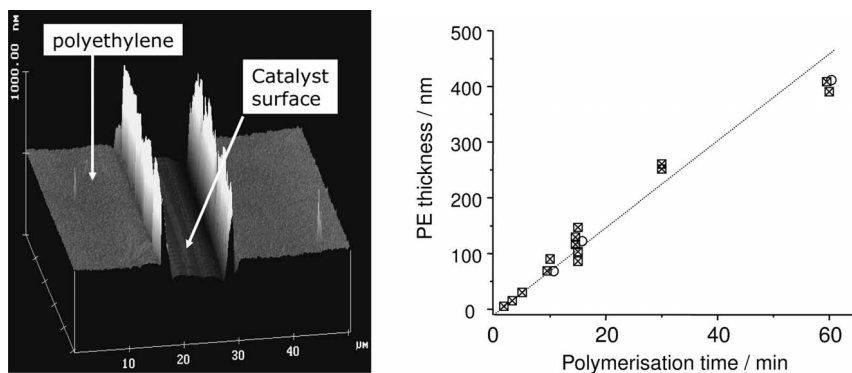 nM
1000.00
polyethylene
Catalyst
surface
10
20
30
40
µM
PE thickness / nm
500
400
300
200
100
0
0
20
40
60
Polymerisation time / min